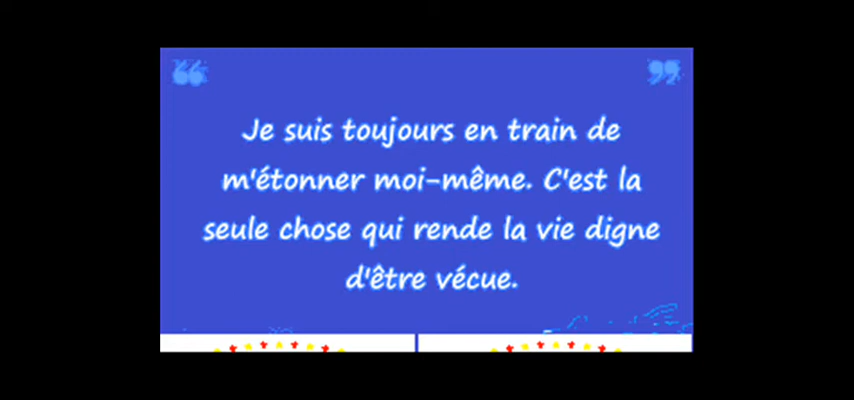 Je suis toujours en train de
m'étonner moi-même. C'est la
seule chose qui rende la vie digne
d'être vécue.